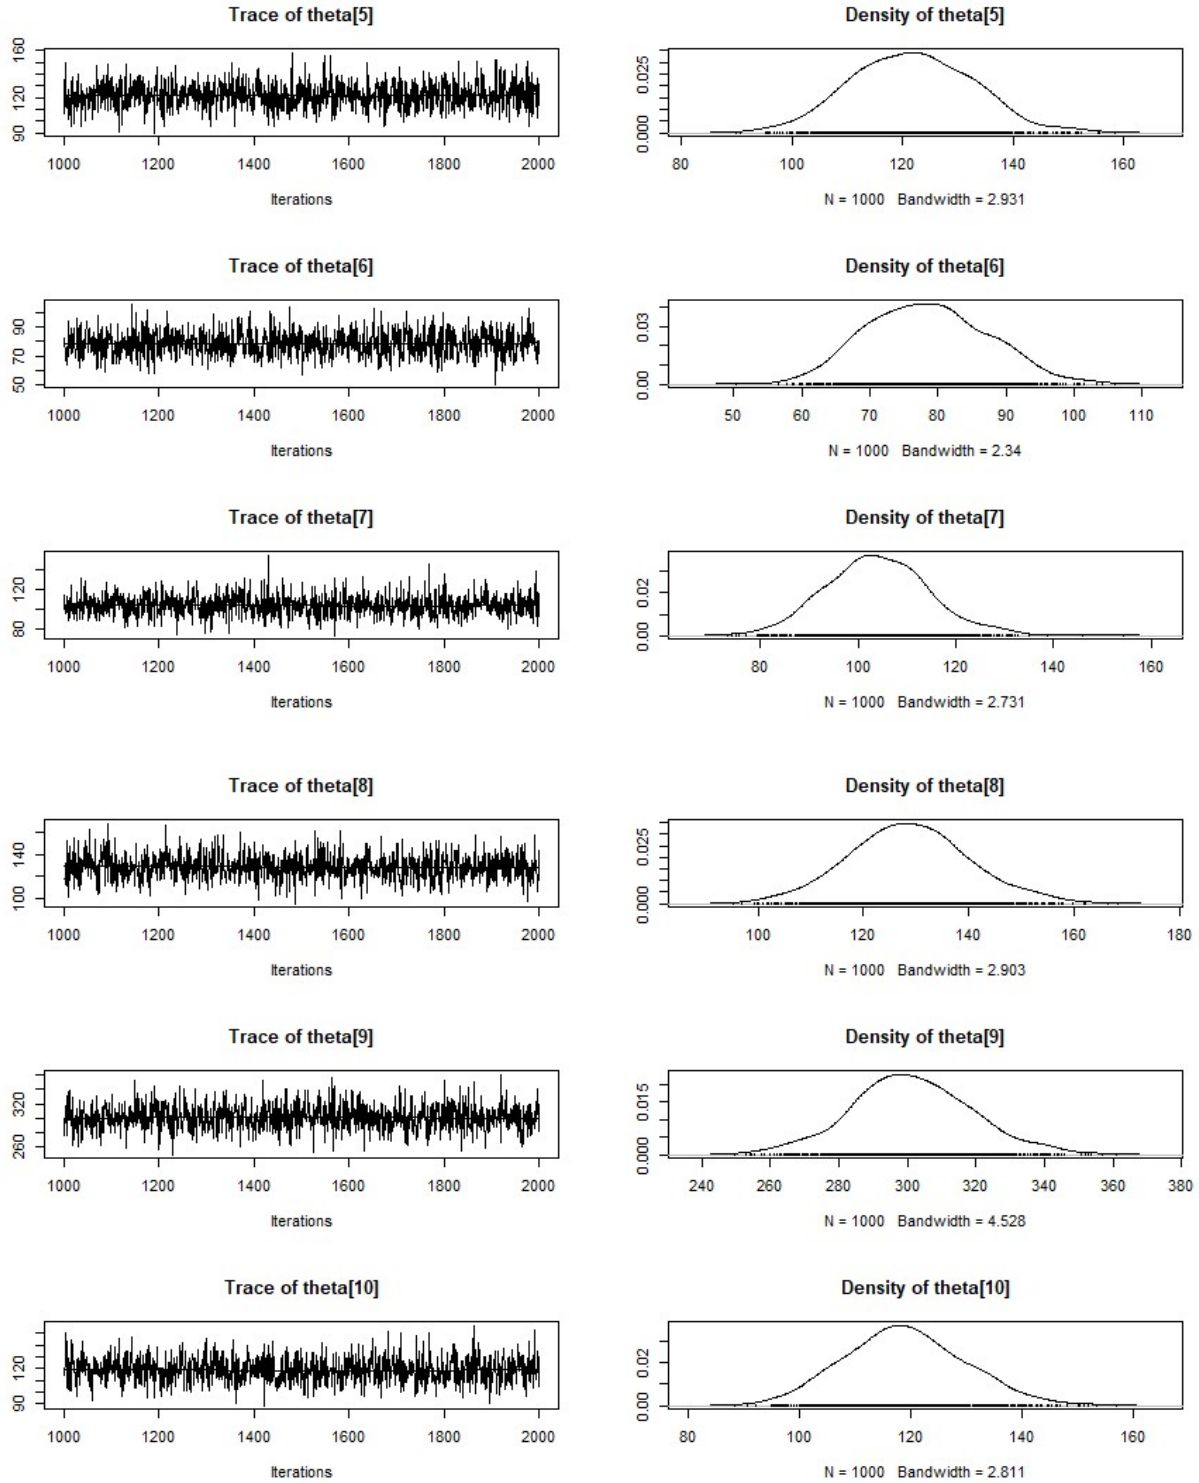 Trace of theta[5] Density of theta[5]
90 120 160 0.000 0.025
1000 1200 1400 1600 1800 2000 80 100 120 140 160
Iterations N = 1000 Bandwidth = 2.931
Trace of theta[6] Density of theta[6]
50 70 90 0.00 0.03
1000 1200 1400 1600 1800 2000 50 60 70 80 90 100 110
Iterations N = 1000 Bandwidth = 2.34
Trace of theta[7] Density of theta[7]
80 120 0.00 0.02
1000 1200 1400 1600 1800 2000 80 100 120 140 160
Iterations N = 1000 Bandwidth = 2.731
Trace of theta[8] Density of theta[8]
100 140 0.000 0.025
1000 1200 1400 1600 1800 2000 100 120 140 160 180
Iterations N = 1000 Bandwidth = 2.903
Trace of theta[9] Density of theta[9]
260 320 0.000 0.015
1000 1200 1400 1600 1800 2000 240 260 280 300 320 340 360 380
Iterations N = 1000 Bandwidth = 4.528
Trace of theta[10] Density of theta[10]
90 120 0.00 0.02
1000 1200 1400 1600 1800 2000 80 100 120 140 160
Iterations N = 1000 Bandwidth = 2.811